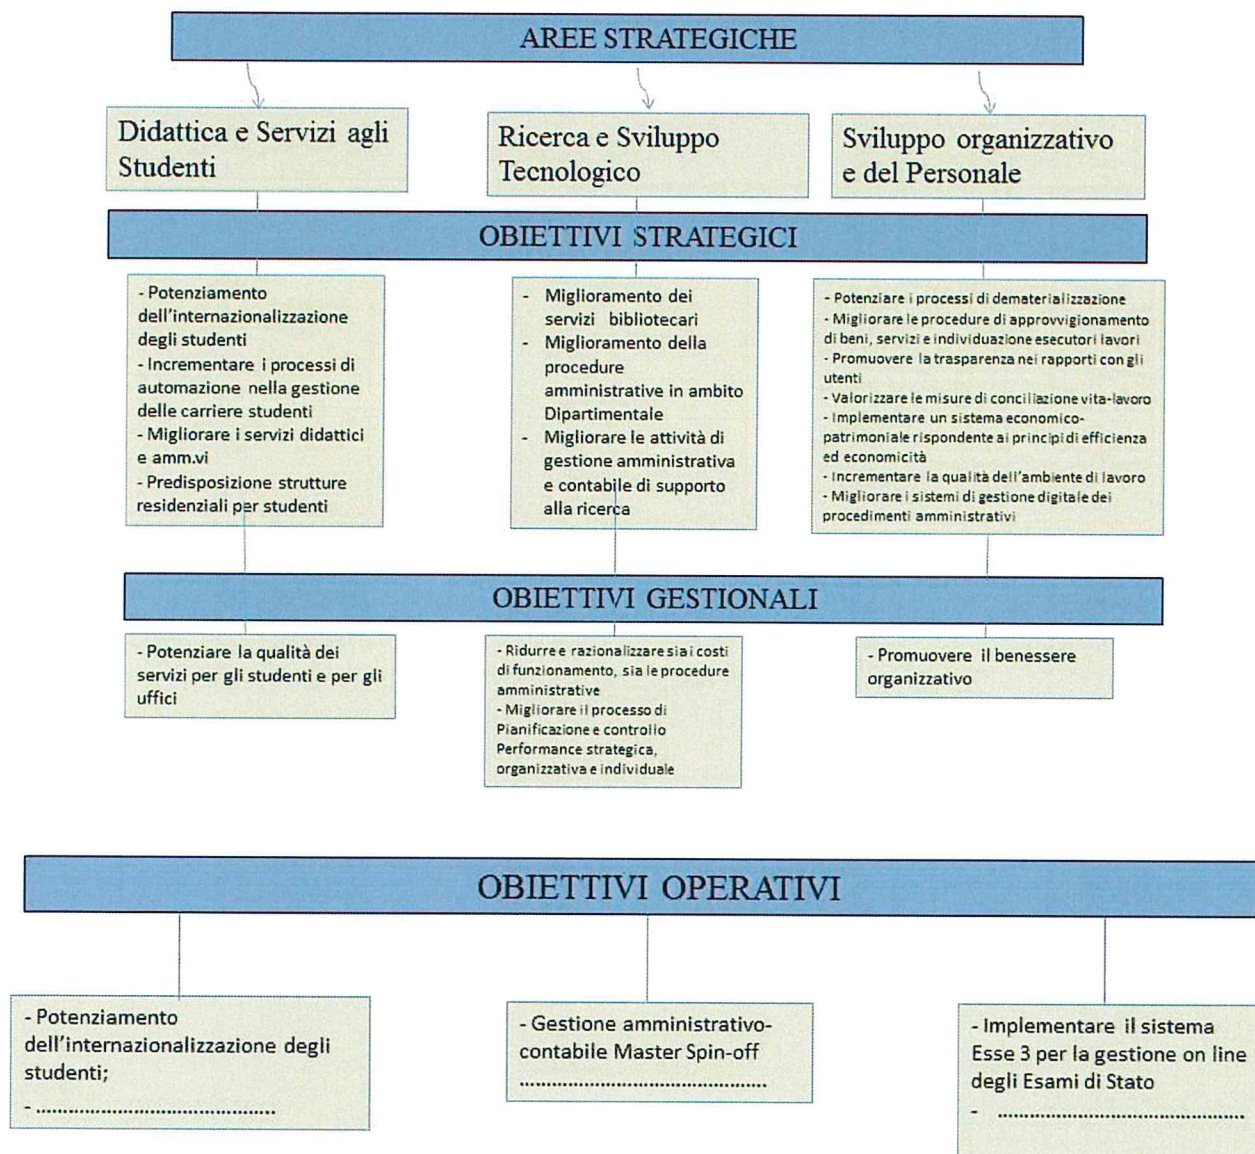 AREE STRATEGICHE
Didattica e Servizi agli
Studenti
Ricerca e Sviluppo
Tecnologico
Sviluppo organizzativo
e del Personale
OBIETTIVI STRATEGICI
- Potenziamento
dell'internazionalizzazione
degli studenti
- Incrementare i processi di
automazione nella gestione
delle carriere studenti
- Migliorare i servizi didattici
e amm.vi
- Predisposizione strutture
residenziali per studenti
- Miglioramento dei
servizi bibliotecari
- Miglioramento della
procedure
amministrative in ambito
Dipartimentale
- Migliorare le attività di
gestione amministrativa
e contabile di supporto
alla ricerca
- Potenziare i processi di dematerializzazione
- Migliorare le procedure di approvvigionamento
di beni, servizi e individuazione esecutori lavori
- Promuovere la trasparenza nei rapporti con gli
utenti
- Valorizzare le misure di conciliazione vita-lavoro
- Implementare un sistema economico-
patrimoniale rispondente ai principi di efficienza
ed economicità
- Incrementare la qualità dell'ambiente di lavoro
- Migliorare i sistemi di gestione digitale dei
procedimenti amministrativi
OBIETTIVI GESTIONALI
- Potenziare la qualità dei
servizi per gli studenti e per gli
uffici
- Ridurre e razionalizzare sia i costi
di funzionamento, sia le procedure
amministrative
- Migliorare il processo di
Pianificazione e controllo
Performance strategica,
organizzativa e individuale
- Promuovere il benessere
organizzativo
OBIETTIVI OPERATIVI
- Potenziamento
dell'internazionalizzazione degli
studenti;
- ..............................................
- Gestione amministrativo-
contabile Master Spin-off
...............................................
- Implementare il sistema
Esse 3 per la gestione on line
degli Esami di Stato
- ...............................................